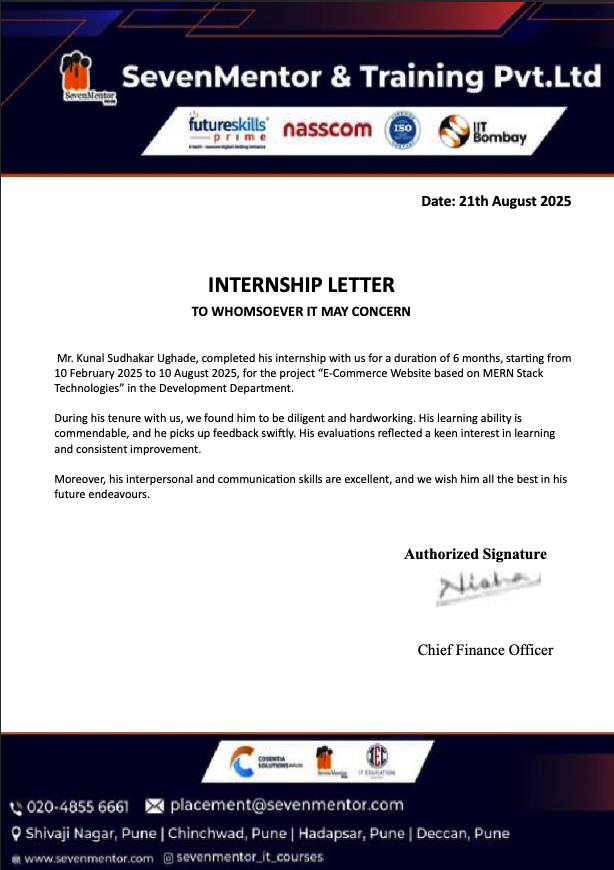 SevenMentor & Training Pvt.Ltd
SevenMentor
futureskills
prime
nasscom
ISO
IIT
Bombay
Date: 21th August 2025
INTERNSHIP LETTER
TO WHOMSOEVER IT MAY CONCERN
Mr. Kunal Sudhakar Ughade, completed his internship with us for a duration of 6 months, starting from
10 February 2025 to 10 August 2025, for the project “E-Commerce Website based on MERN Stack
Technologies” in the Development Department.
During his tenure with us, we found him to be diligent and hardworking. His learning ability is
commendable, and he picks up feedback swiftly. His evaluations reflected a keen interest in learning
and consistent improvement.
Moreover, his interpersonal and communication skills are excellent, and we wish him all the best in his
future endeavours.
Authorized Signature
Nisha
Chief Finance Officer
COSENTIA
SOLUTIONS
SevenMentor
IT EDUCATION
020-4855 6661 placement@sevenmentor.com
Shivaji Nagar, Pune | Chinchwad, Pune | Hadapsar, Pune | Deccan, Pune
www.sevenmentor.com sevenmentor_it_courses